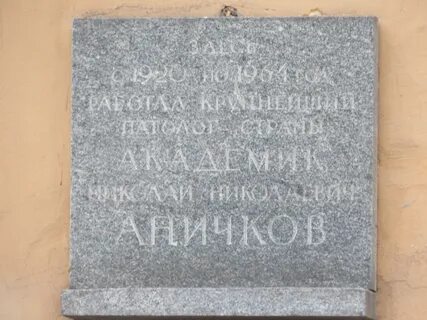 ЗДЕСЬ
С 1920 ПО 1964 ГОД
РАБОТАЛ КРУПНЕЙШИЙ
ПАТОЛОГ СТРАНЫ
АКАДЕМИК
НИКОЛАЙ НИКОЛАЕВИЧ
АНИЧКОВ